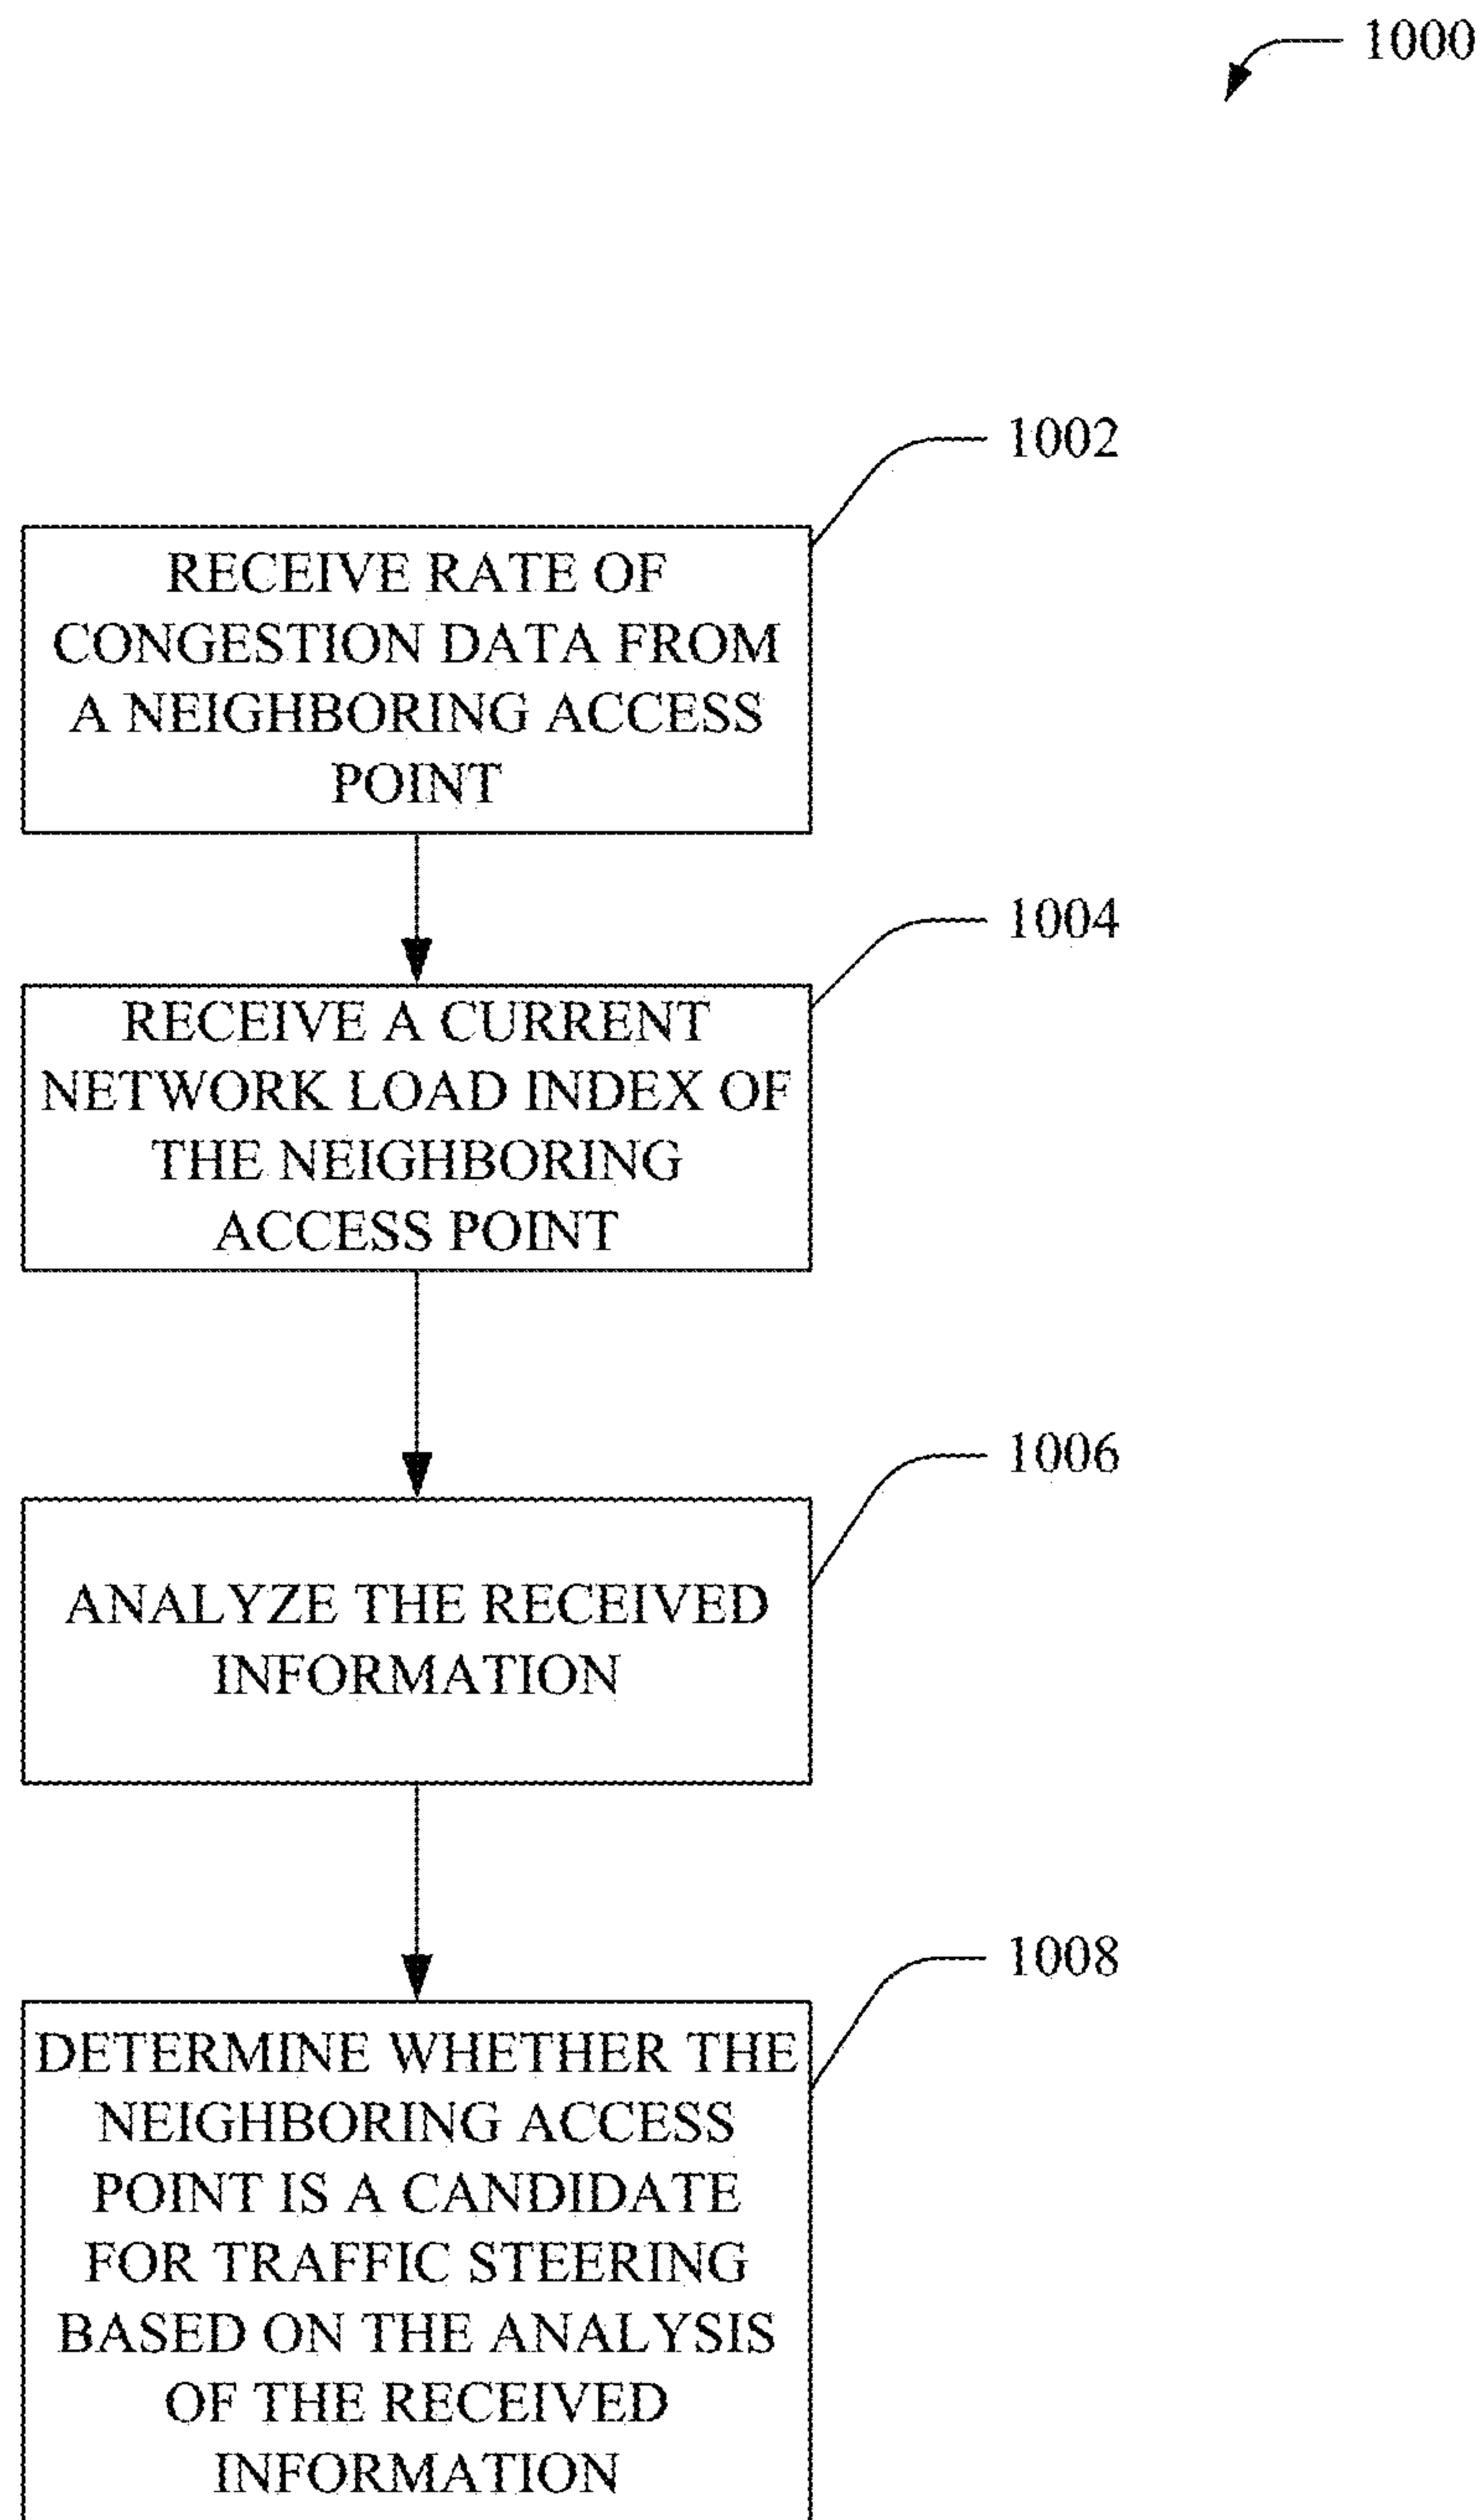 1000
1002
RECEIVE RATE OF
CONGESTION DATA FROM
A NEIGHBORING ACCESS
POINT
1004
RECEIVE A CURRENT
NETWORK LOAD INDEX OF
THE NEIGHBORING
ACCESS POINT
1006
ANALYZE THE RECEIVED
INFORMATION
1008
DETERMINE WHETHER THE
NEIGHBORING ACCESS
POINT IS A CANDIDATE
FOR TRAFFIC STEERING
BASED ON THE ANALYSIS
OF THE RECEIVED
INFORMATION